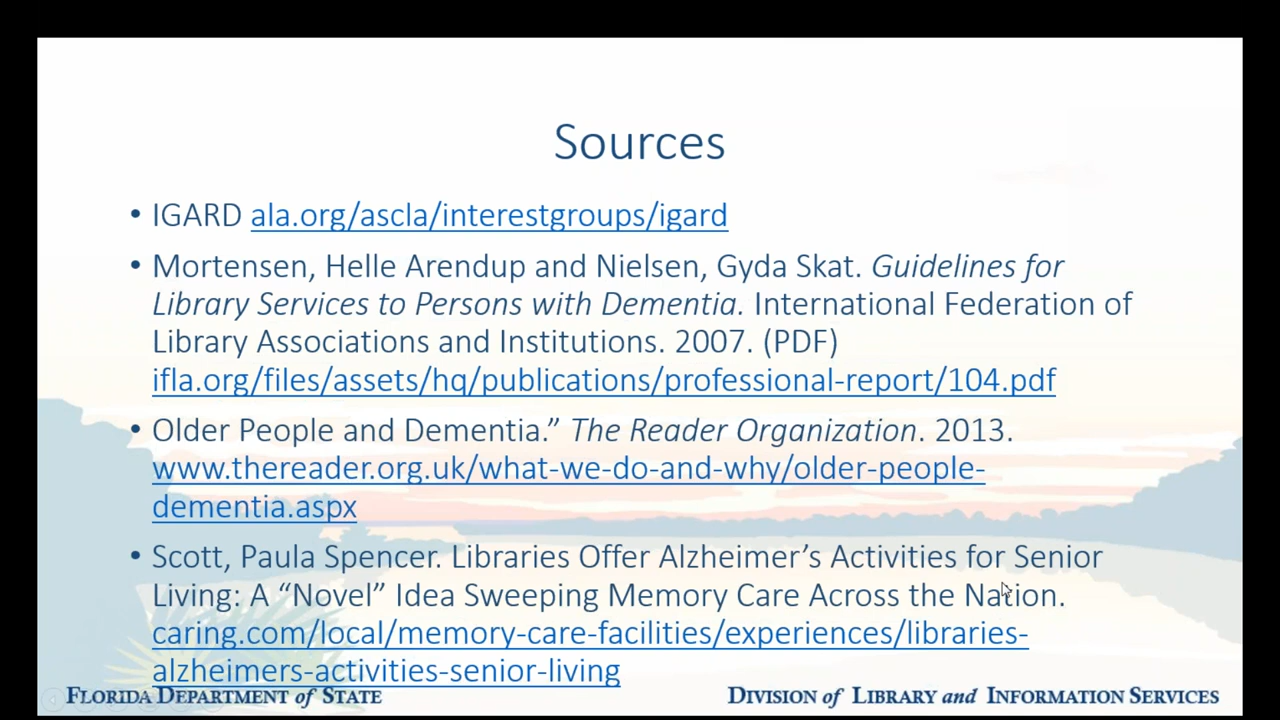 Sources
• IGARD ala.org/ascla/interestgroups/igard
• Mortensen, Helle Arendup and Nielsen, Gyda Skat. Guidelines for
Library Services to Persons with Dementia. International Federation of
Library Associations and Institutions. 2007. (PDF)
ifla.org/files/assets/hq/publications/professional-report/104.pdf
• Older People and Dementia.” The Reader Organization. 2013.
www.thereader.org.uk/what-we-do-and-why/older-people-
dementia.aspx
• Scott, Paula Spencer. Libraries Offer Alzheimer’s Activities for Senior
Living: A “Novel” Idea Sweeping Memory Care Across the Nation.
caring.com/local/memory-care-facilities/experiences/libraries-
alzheimers-activities-senior-living
FLORIDA DEPARTMENT of STATE
DIVISION of LIBRARY and INFORMATION SERVICES